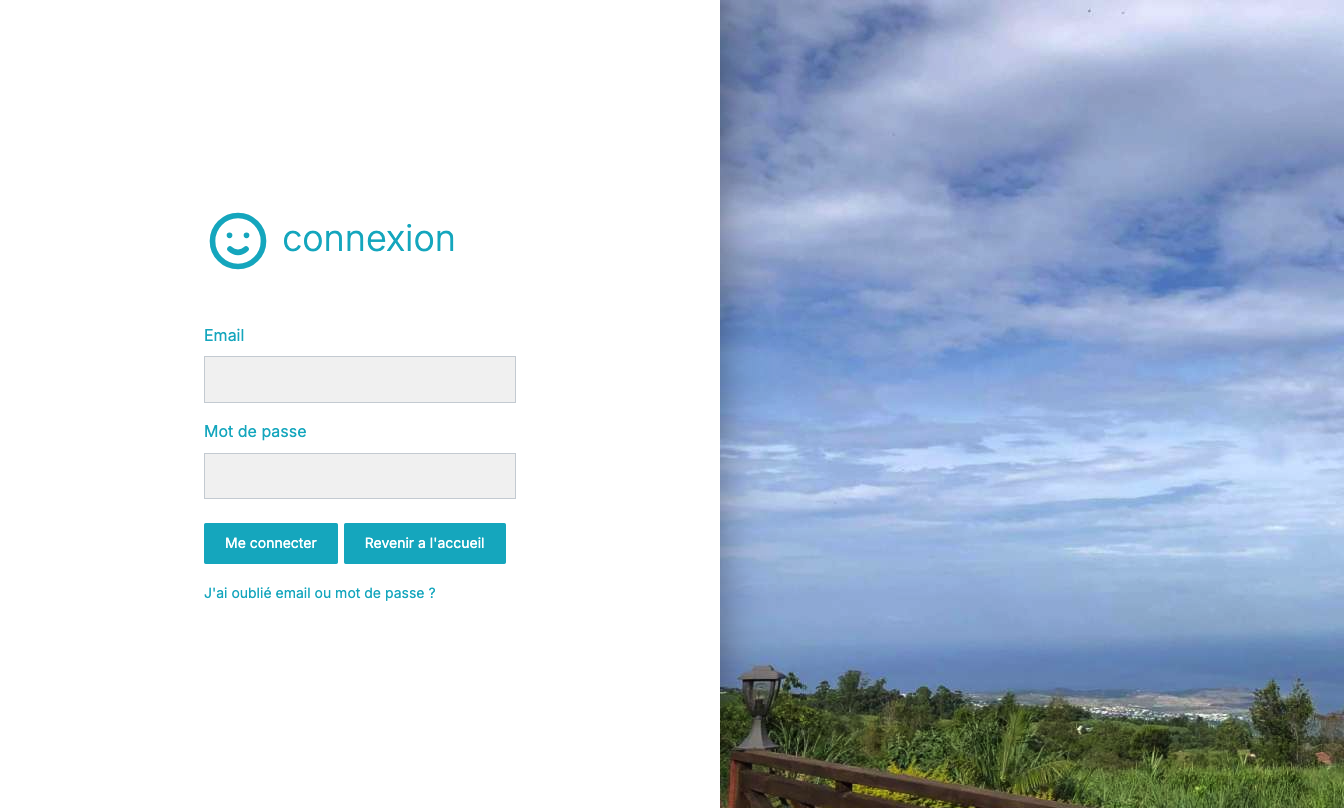 connexion
Email
Mot de passe
Me connecter Revenir a l'accueil
J'ai oublié email ou mot de passe ?